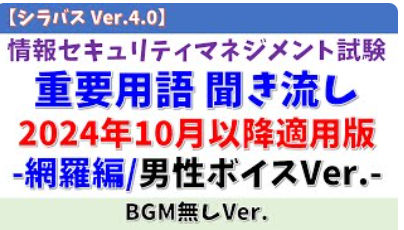 【シラバス Ver.4.0】
情報セキュリティマネジメント試験
重要用語 聞き流し
2024年10月以降適用版
-網羅編/男性ボイスVer.-
BGM無しVer.